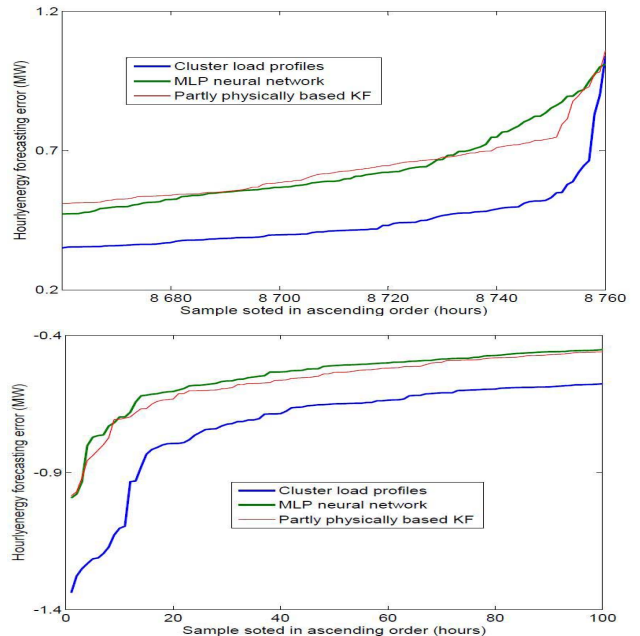 1.2
Cluster load profiles
MLP neural network
Partly physically based KF
Hourlyenergy forecasting error (MW)
0.7
0.2
8 680
8 700
8 720
8 740
8 760
Sample soted in ascending order (hours)
-0.4
Hourlyenergy forecasting error (MW)
-0.9
Cluster load profiles
MLP neural network
Partly physically based KF
-1.4
0
20
40
60
80
100
Sample soted in ascending order (hours)